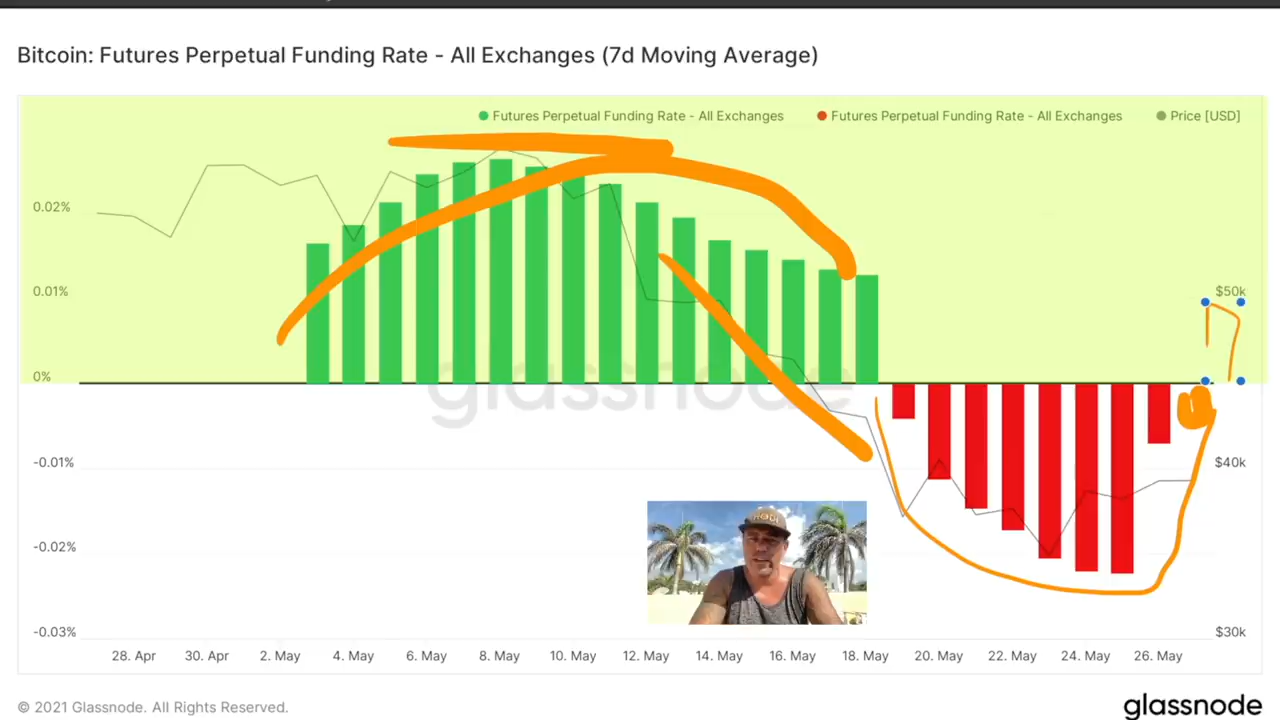 Bitcoin: Futures Perpetual Funding Rate - All Exchanges (7d Moving Average)
Futures Perpetual Funding Rate - All Exchanges Futures Perpetual Funding Rate - All Exchanges Price [USD]
0.02%
0.01% $50k
0%
glassnode
-0.01% $40k
-0.02%
-0.03% $30k
28. Apr 30. Apr 2. May 4. May 6. May 8. May 10. May 12. May 14. May 16. May 18. May 20. May 22. May 24. May 26. May
© 2021 Glassnode. All Rights Reserved. glassnode